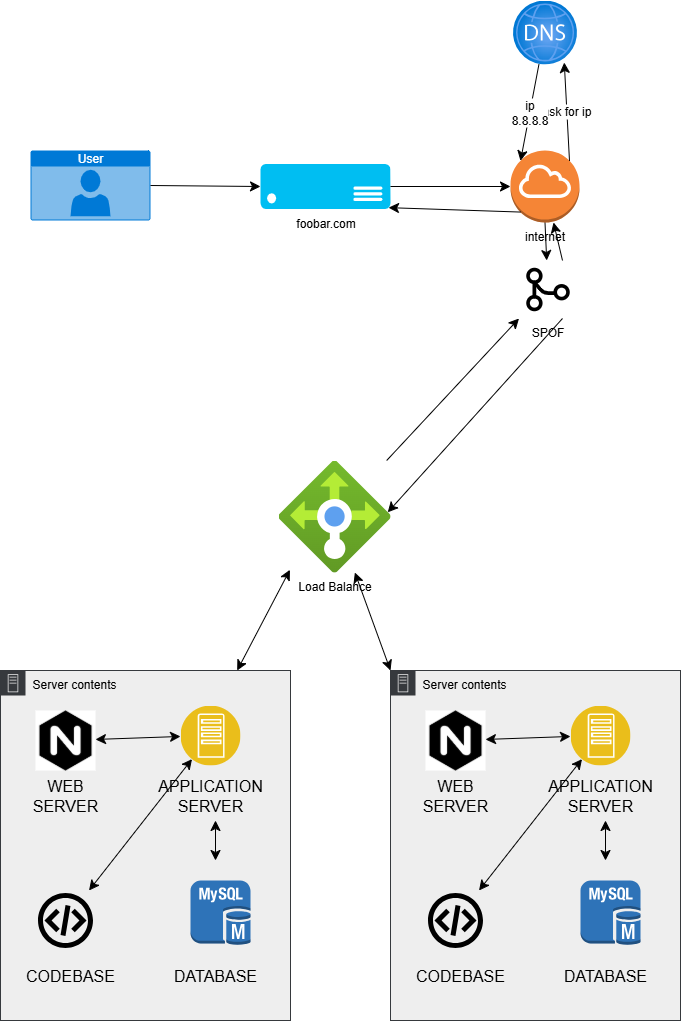 DNS
ip
8.8.8.8
sk for ip
User
foobar.com
internet
SPOF
Load Balance
Server contents
Server contents
N
WEB
SERVER
APPLICATION
SERVER
N
WEB
SERVER
APPLICATION
SERVER
MySQL
M
MySQL
M
CODEBASE
DATABASE
CODEBASE
DATABASE